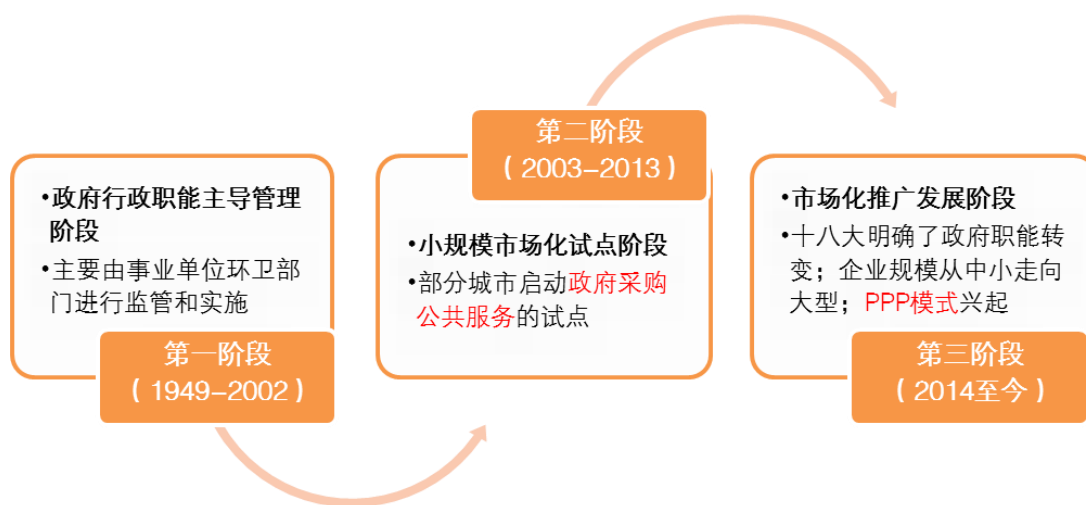 •政府行政职能主导管理
阶段
•主要由事业单位环卫部
门进行监管和实施
第一阶段
（1949-2002）
第二阶段
（2003-2013）
•小规模市场化试点阶段
•部分城市启动政府采购
公共服务的试点
•市场化推广发展阶段
•十八大明确了政府职能转
变；企业规模从中小走向
大型；PPP模式兴起
第三阶段
（2014至今）